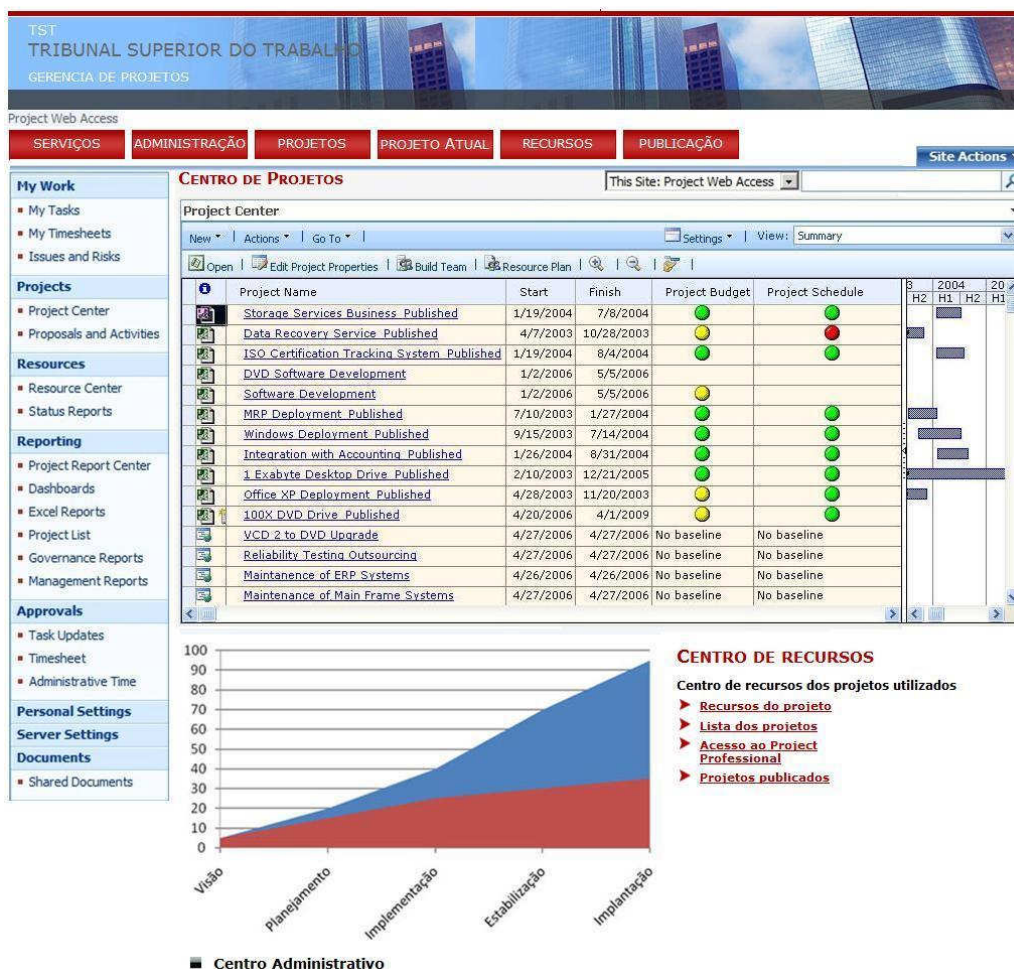 TST
TRIBUNAL SUPERIOR DO TRABALHO
GERENCIA DE PROJETOS
Project Web Access
SERVIÇOS ADMINISTRAÇÃO PROJETOS PROJETO ATUAL RECURSOS PUBLICAÇÃO
Site Actions
My Work
My Tasks
My Timesheets
Issues and Risks
Projects
Project Center
Proposals and Activities
Resources
Resource Center
Status Reports
Reporting
Project Report Center
Dashboards
Excel Reports
Project List
Governance Reports
Management Reports
Approvals
Task Updates
Timesheet
Administrative Time
Personal Settings
Server Settings
Documents
Shared Documents
CENTRO DE PROJETOS
This Site: Project Web Access
Project Center
New Actions Go To Settings View: Summary
Open Edit Project Properties Build Team Resource Plan
Project Name Start Finish Project Budget Project Schedule
3 2004 20
H2 H1 H2 H1
Storage Services Business Published 1/19/2004 7/8/2004
Data Recovery Service Published 4/7/2003 10/28/2003
ISO Certification Tracking System Published 1/19/2004 8/4/2004
DVD Software Development 1/2/2006 5/5/2006
Software Development 1/2/2006 5/5/2006
MRP Deployment Published 7/10/2003 1/27/2004
Windows Deployment Published 9/15/2003 7/14/2004
Integration with Accounting Published 1/26/2004 8/31/2004
1 Exabyte Desktop Drive Published 2/10/2003 12/21/2005
Office XP Deployment Published 4/28/2003 11/20/2003
100X DVD Drive Published 4/20/2006 4/1/2009
VCD 2 to DVD Upgrade 4/27/2006 4/27/2006 No baseline No baseline
Reliability Testing Outsourcing 4/27/2006 4/27/2006 No baseline No baseline
Maintanence of ERP Systems 4/26/2006 4/26/2006 No baseline No baseline
Maintenance of Main Frame Systems 4/27/2006 4/27/2006 No baseline No baseline
100
90
80
70
60
50
40
30
20
10
0
Visão
Planejamento
Implementação
Estabilização
Implantação
CENTRO DE RECURSOS
Centro de recursos dos projetos utilizados
Recursos do projeto
Lista dos projetos
Acesso ao Project
Professional
Projetos publicados
Centro Administrativo